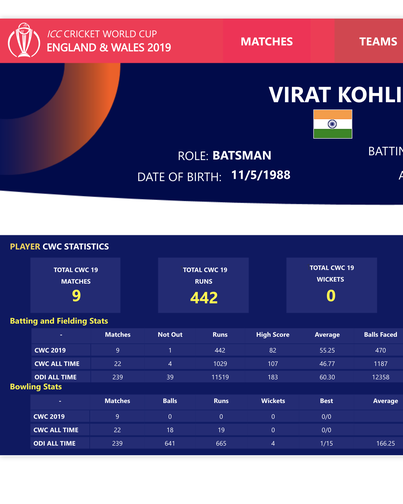 ICC CRICKET WORLD CUP
ENGLAND & WALES 2019
MATCHES
TEAMS
VIRAT KOHLI
ROLE: BATSMAN
BATTIN
DATE OF BIRTH: 11/5/1988
A
PLAYER CWC STATISTICS
TOTAL CWC 19
MATCHES
9
TOTAL CWC 19
RUNS
442
TOTAL CWC 19
WICKETS
0
Batting and Fielding Stats
- Matches Not Out Runs High Score Average Balls Faced
CWC 2019 9 1 442 82 55.25 470
CWC ALL TIME 22 4 1029 107 46.77 1187
ODI ALL TIME 239 39 11519 183 60.30 12358
Bowling Stats
- Matches Balls Runs Wickets Best Average
CWC 2019 9 0 0 0 0/0
CWC ALL TIME 22 18 19 0 0/0
ODI ALL TIME 239 641 665 4 1/15 166.25